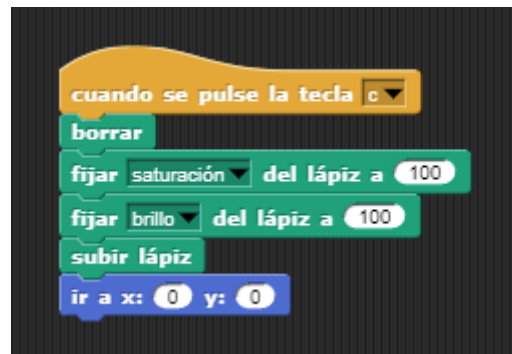 cuando se pulse la tecla c
borrar
fijar saturación del lápiz a 100
fijar brillo del lápiz a 100
subir lápiz
ir a x: 0 y: 0